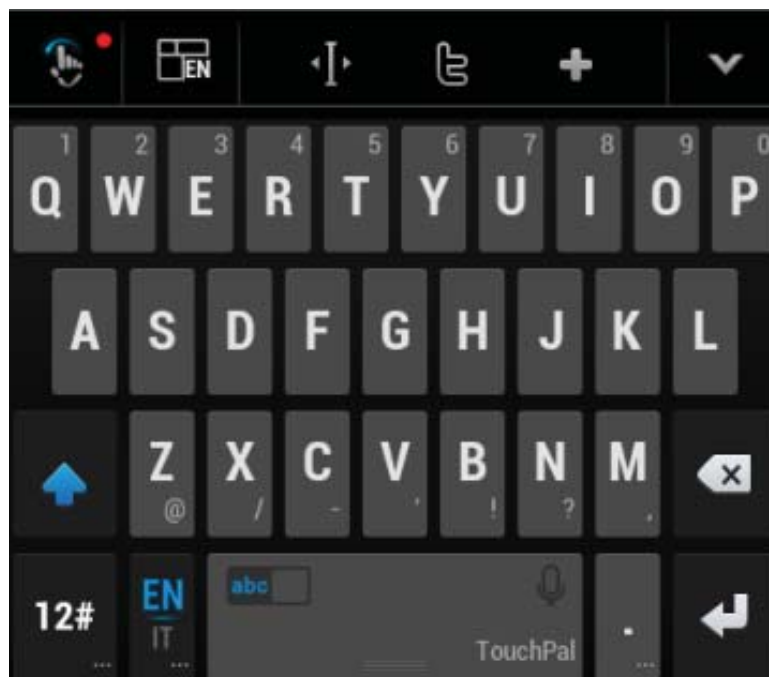 EN
1 2 3 4 5 6 7 8 9 0
Q W E R T Y U I O P
A S D F G H J K L
Z X C V B N M
@ / - ' ! ? ,
12# EN abc .
IT TouchPal